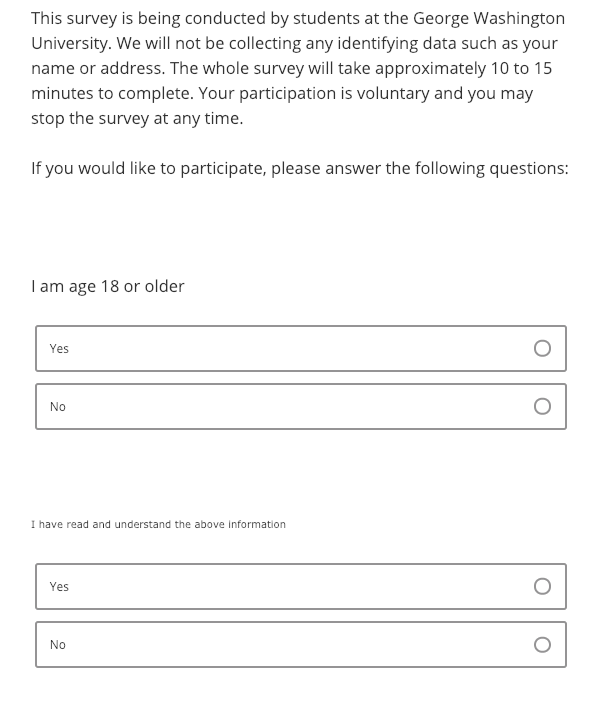 This survey is being conducted by students at the George Washington
University. We will not be collecting any identifying data such as your
name or address. The whole survey will take approximately 10 to 15
minutes to complete. Your participation is voluntary and you may
stop the survey at any time.
If you would like to participate, please answer the following questions:
I am age 18 or older
Yes
No
I have read and understand the above information
Yes
No